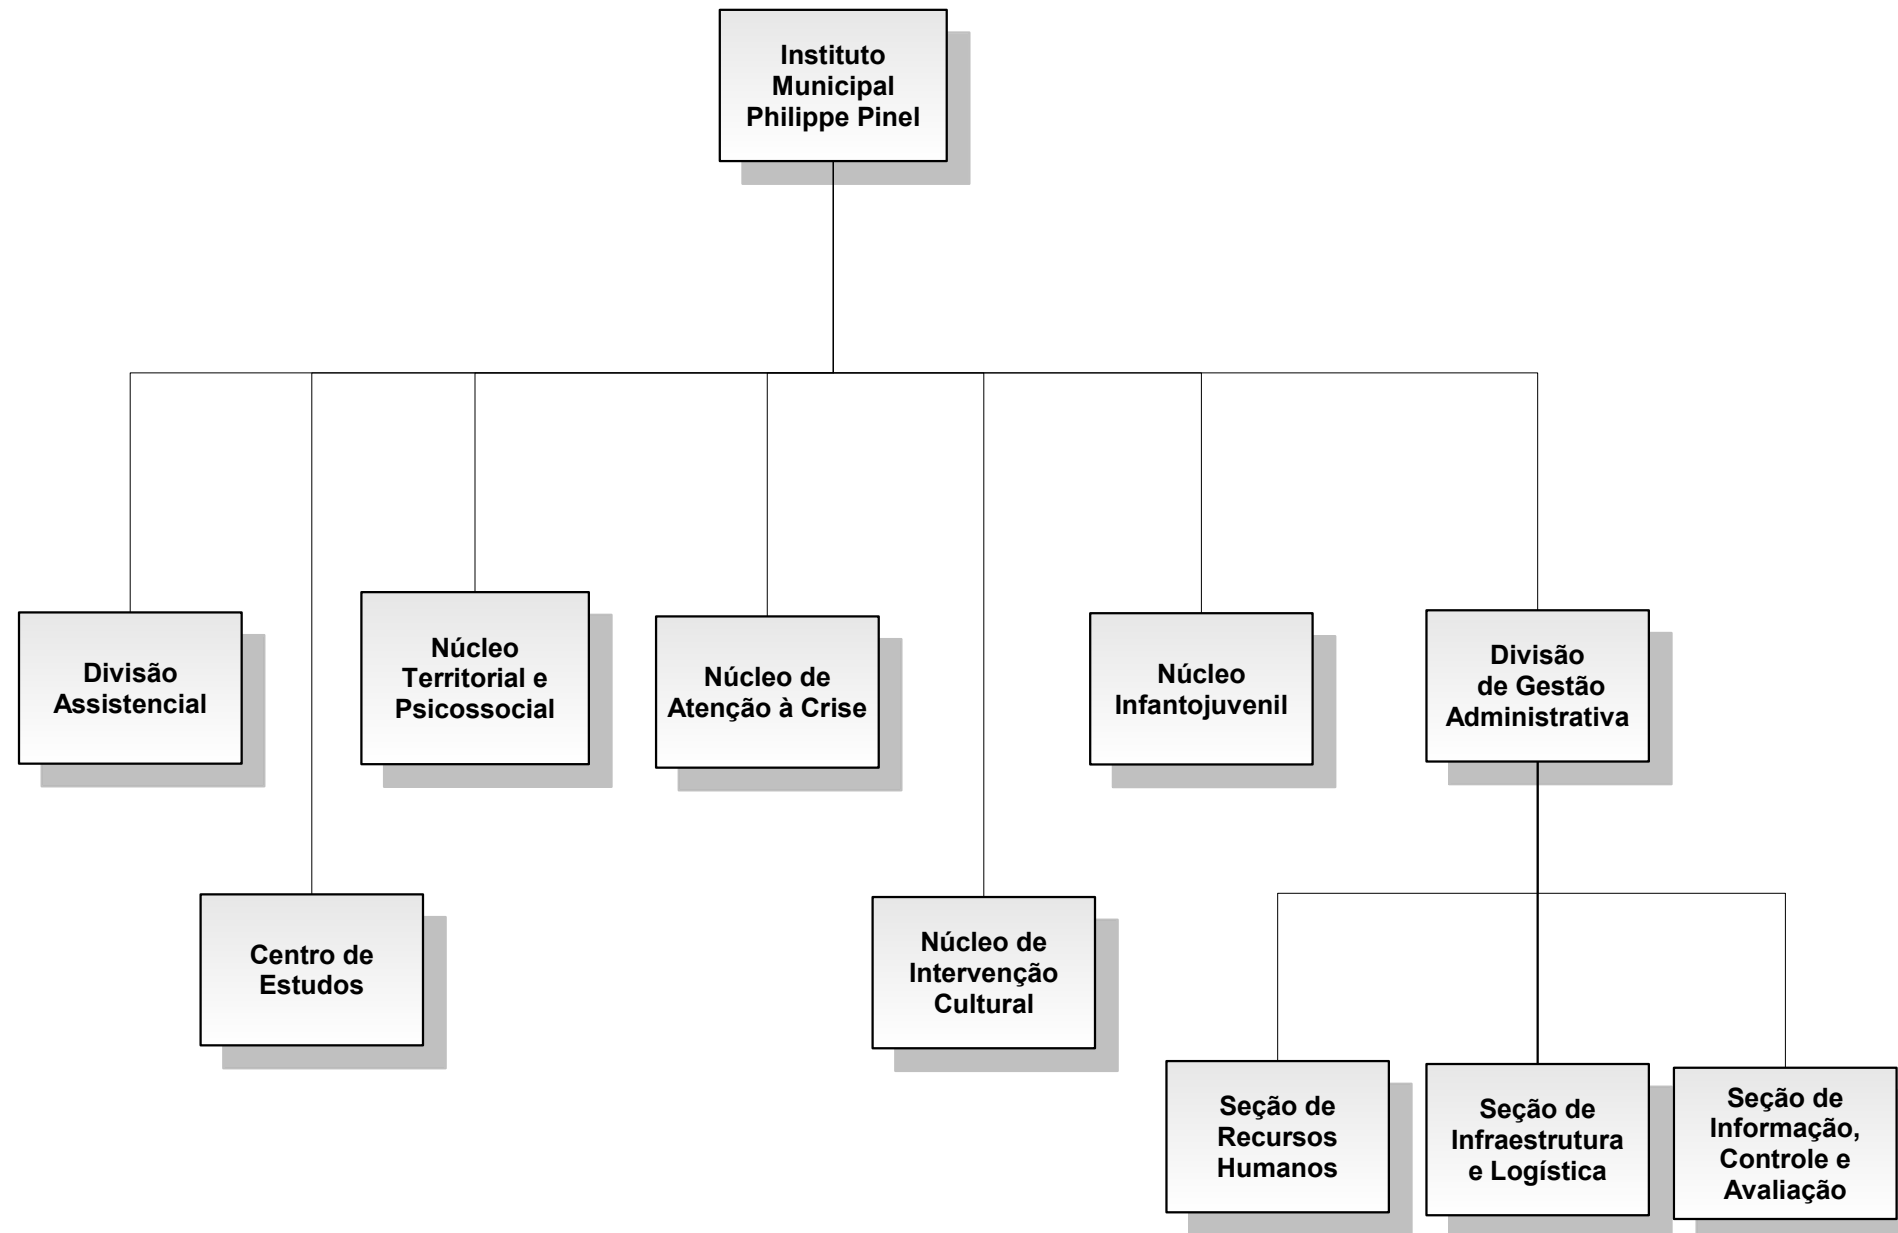 Instituto
Municipal
Philippe Pinel
Divisão
Assistencial
Núcleo
Territorial e
Psicossocial
Núcleo de
Atenção à Crise
Núcleo
Infantojuvenil
Divisão
de Gestão
Administrativa
Centro de
Estudos
Núcleo de
Intervenção
Cultural
Seção de
Recursos
Humanos
Seção de
Infraestrutura
e Logística
Seção de
Informação,
Controle e
Avaliação